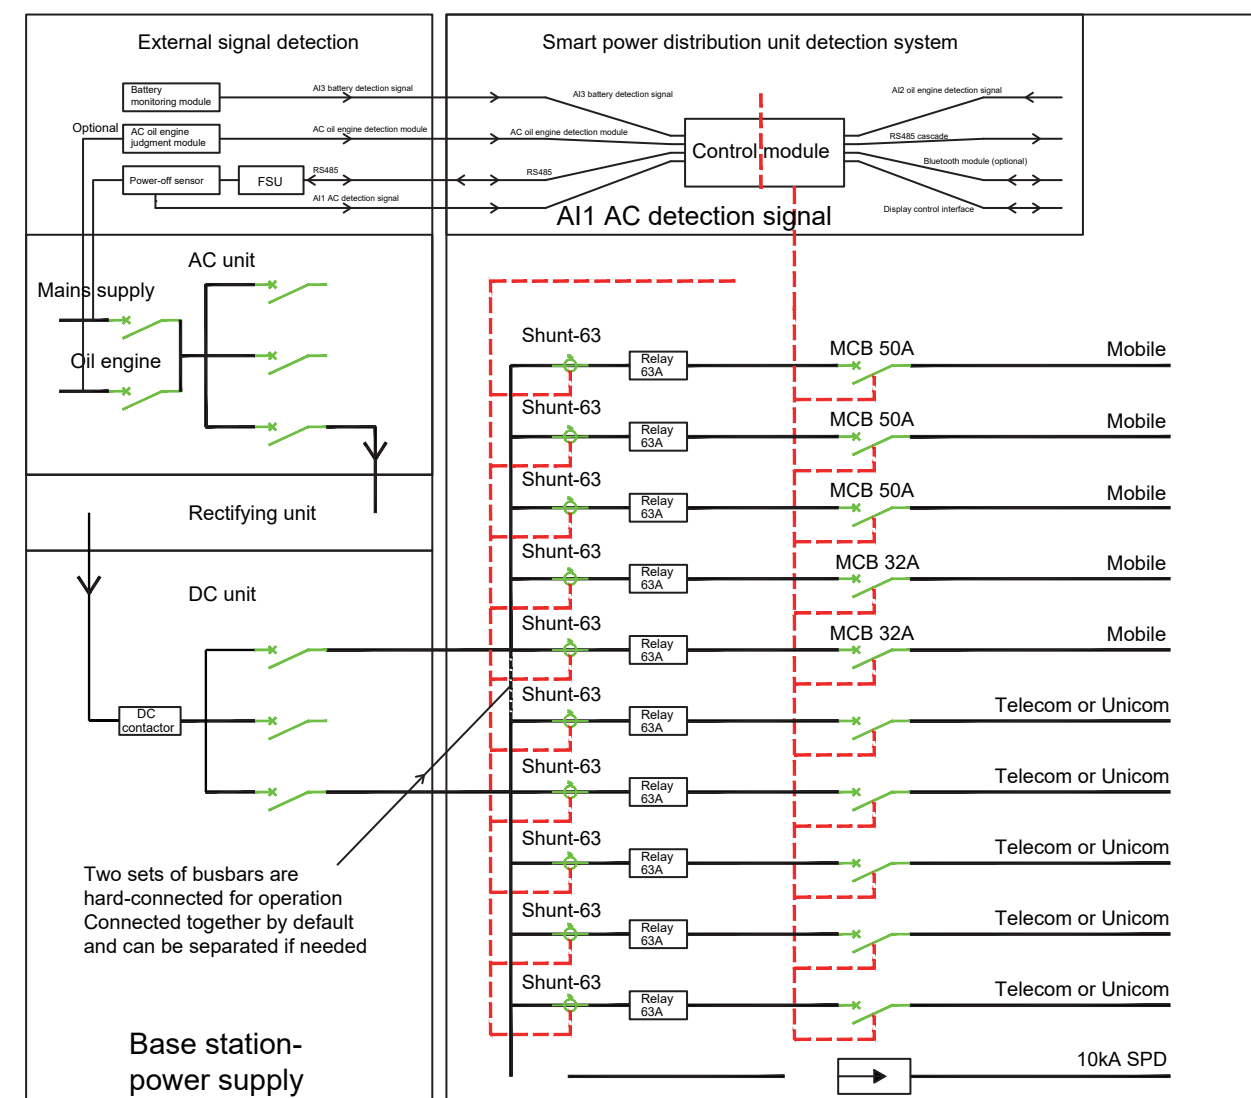 External signal detection
Battery
monitoring module
AI3 battery detection signal
Optional
AC oil engine
judgment module
AC oil engine detection module
Power-off sensor
FSU
RS485
AI1 AC detection signal
Smart power distribution unit detection system
AI3 battery detection signal
AC oil engine detection module
RS485
Control module
AI1 AC detection signal
AI2 oil engine detection signal
RS485 cascade
Bluetooth module (optional)
Display control interface
AC unit
Mains supply
Oil engine
Rectifying unit
DC unit
DC
contactor
Two sets of busbars are
hard-connected for operation
Connected together by default
and can be separated if needed
Base station-
power supply
Shunt-63
Relay
63A
MCB 50A
Mobile
Shunt-63
Relay
63A
MCB 50A
Mobile
Shunt-63
Relay
63A
MCB 50A
Mobile
Shunt-63
Relay
63A
MCB 32A
Mobile
Shunt-63
Relay
63A
MCB 32A
Mobile
Shunt-63
Relay
63A
Telecom or Unicom
Shunt-63
Relay
63A
Telecom or Unicom
Shunt-63
Relay
63A
Telecom or Unicom
Shunt-63
Relay
63A
Telecom or Unicom
Shunt-63
Relay
63A
Telecom or Unicom
10kA SPD